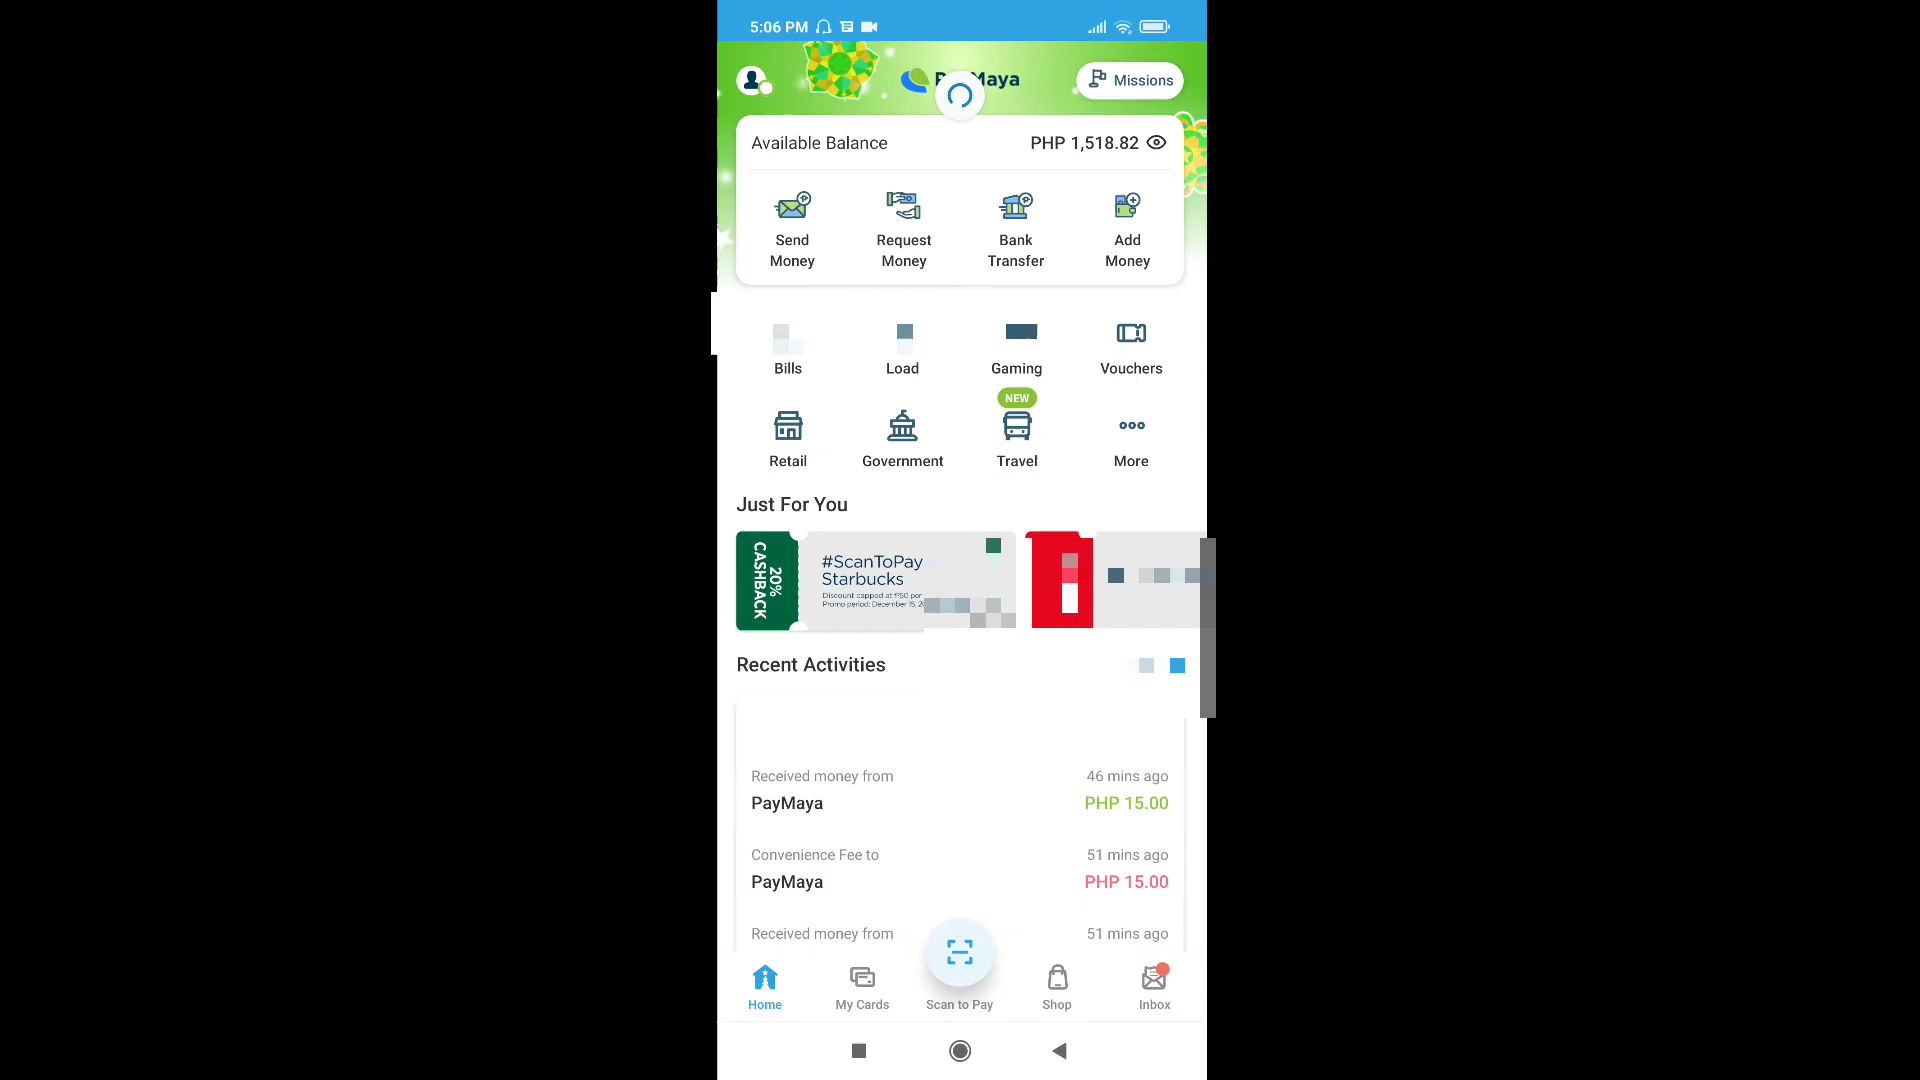 5:06 PM
Missions
Available Balance
PHP 1,518.82
Send Money
Request Money
Bank Transfer
Add Money
Bills
Load
Gaming
Vouchers
NEW
Retail
Government
Travel
More
Just For You
20% CASHBACK
#ScanToPay
Starbucks
Discount capped at ₱50 per
Promo period: December 15,
Recent Activities
Received money from
46 mins ago
PayMaya
PHP 15.00
Convenience Fee to
51 mins ago
PayMaya
PHP 15.00
Received money from
51 mins ago
Home
My Cards
Scan to Pay
Shop
Inbox